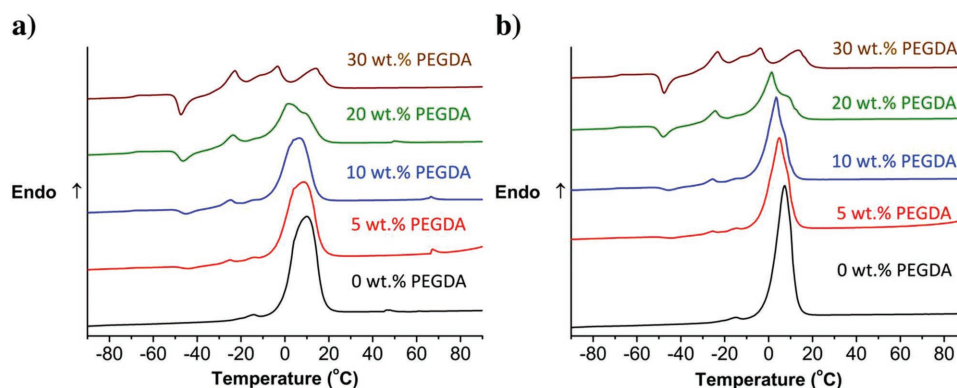 a)
30 wt.% PEGDA
20 wt.% PEGDA
10 wt.% PEGDA
Endo ↑
5 wt.% PEGDA
0 wt.% PEGDA
-80 -60 -40 -20 0 20 40 60 80
Temperature (°C)
b)
30 wt.% PEGDA
20 wt.% PEGDA
10 wt.% PEGDA
Endo ↑
5 wt.% PEGDA
0 wt.% PEGDA
-80 -60 -40 -20 0 20 40 60 80
Temperature (°C)